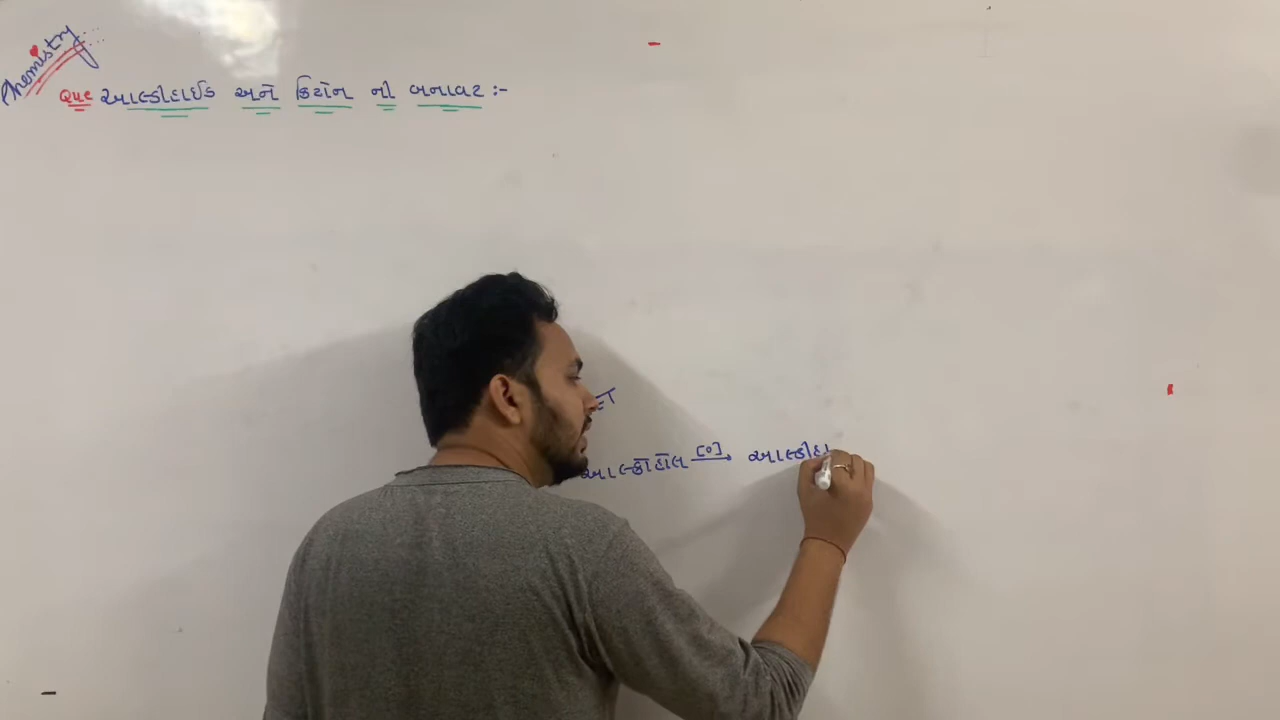 Chemistry
Que આલ્ડીહાઈડ અને કિટોન ની બનાવટ :-
આલ્કોહોલ [O] → આલ્ડીહા